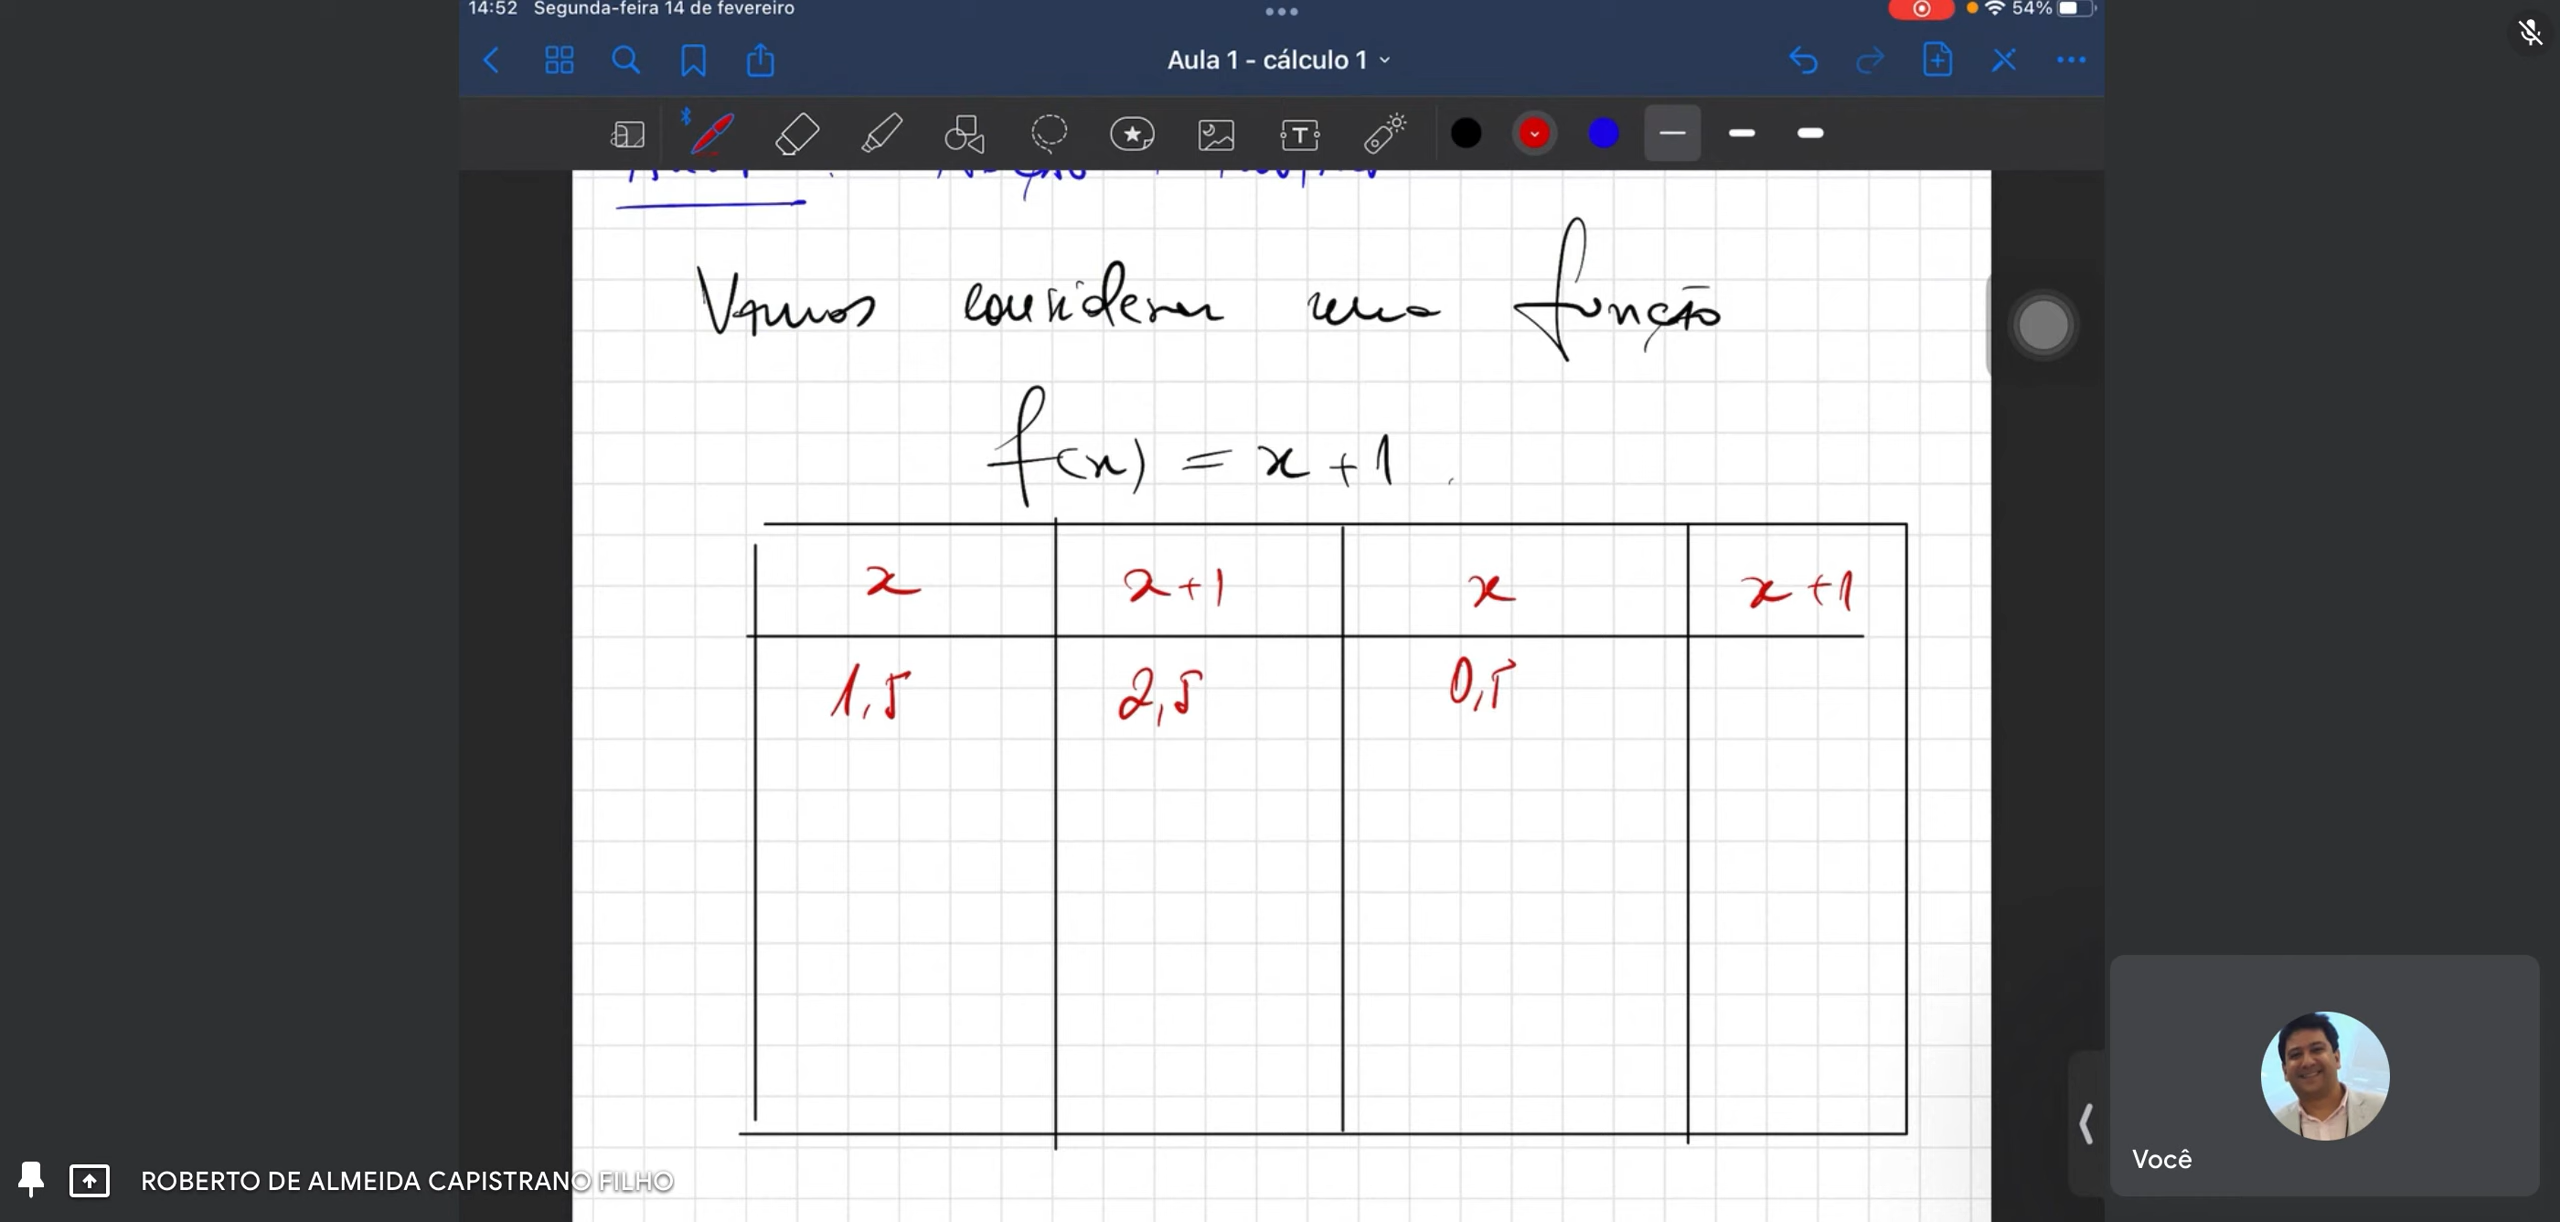 14:52 Segunda-feira 14 de fevereiro
54%
Aula 1 - cálculo 1
Vamos considerar uma função
f(x) = x + 1.
x x+1 x x+1
1,5 2,5 0,5
ROBERTO DE ALMEIDA CAPISTRANO FILHO
Você